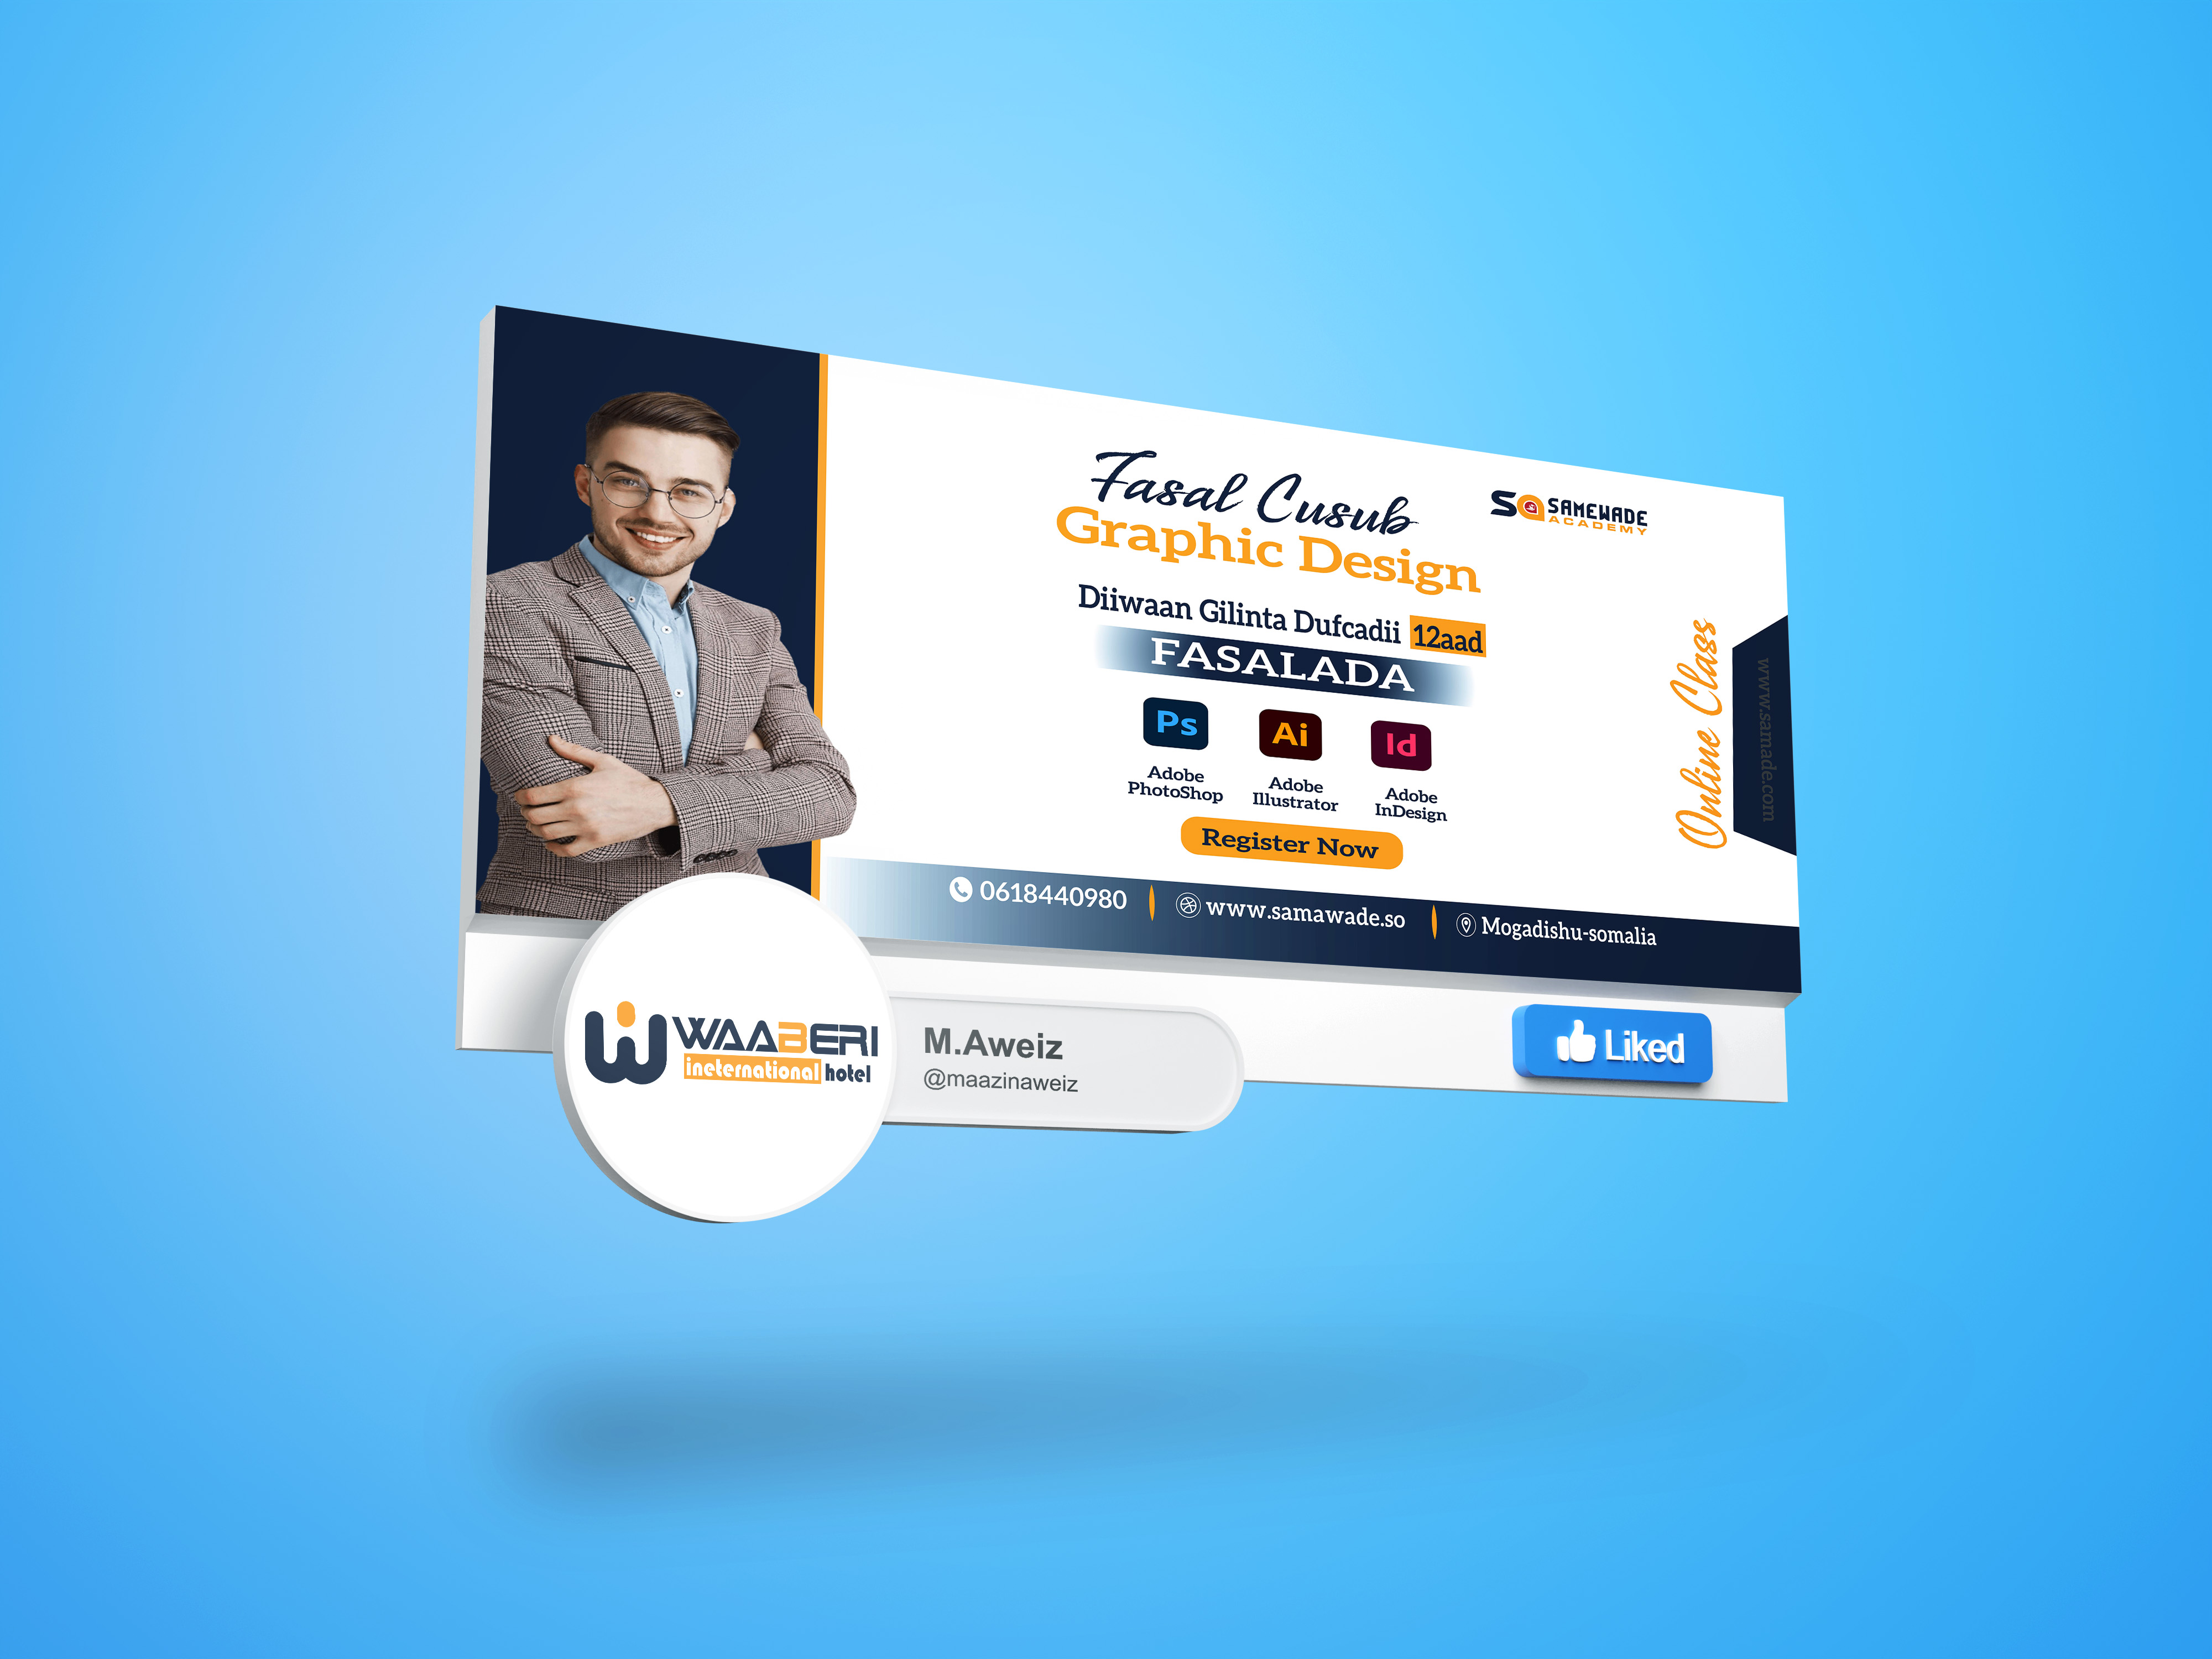 Fasal Cusub
Graphic Design
SA SAMEWADE
ACADEMY
Diiwaan Gilinta Dufcadii 12aad
FASALADA
Ps Ai Id
Adobe PhotoShop
Adobe Illustrator
Adobe InDesign
Register Now
Online Class
www.samade.com
0618440980
www.samawade.so
Mogadishu-somalia
WAABERI
ineternational hotel
M.Aweiz
@maazinaweiz
Liked